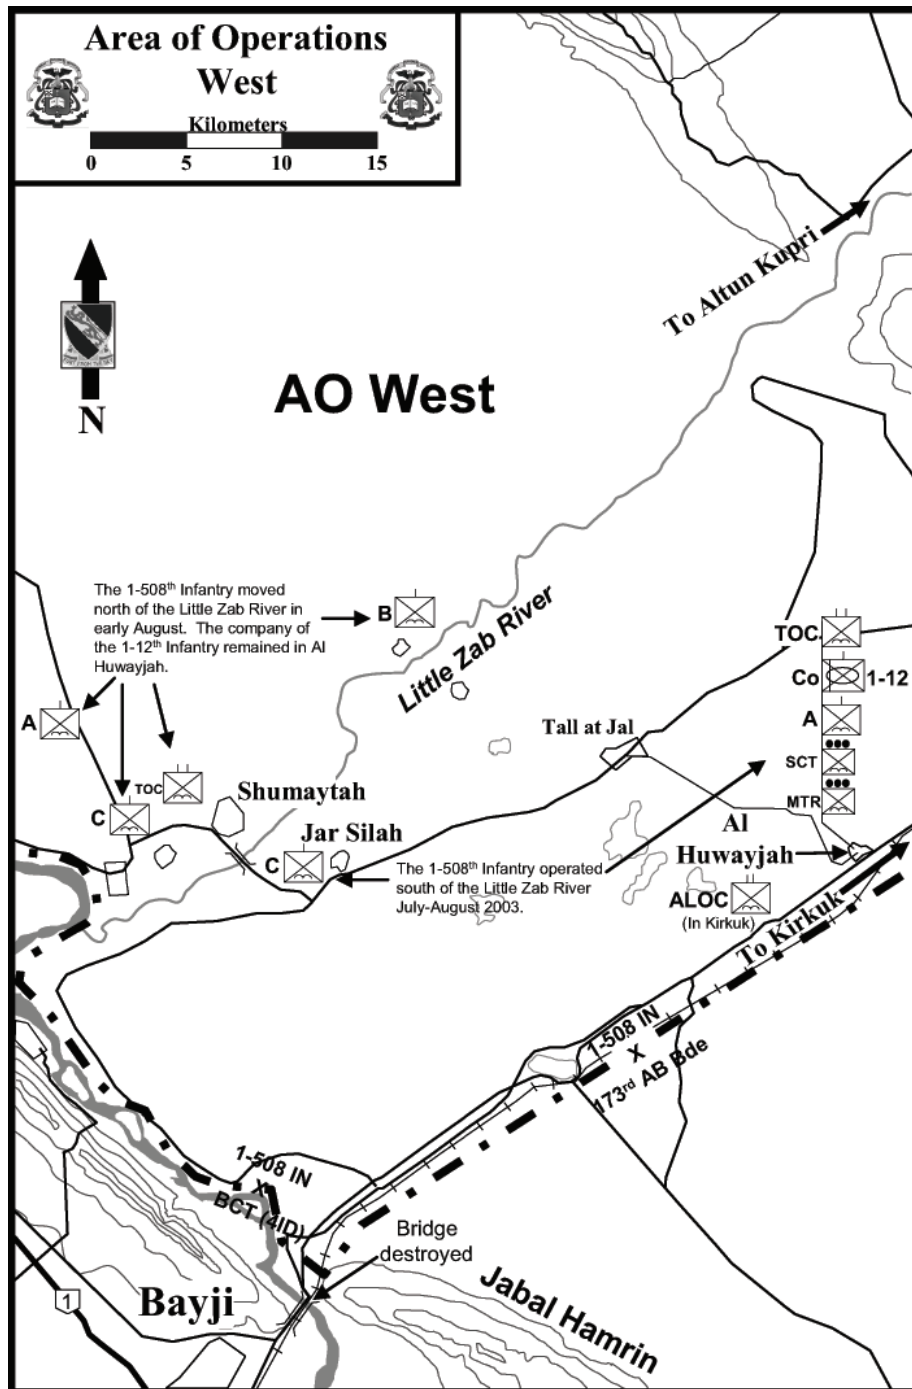 Area of Operations
West
Kilometers
0 5 10 15
To Altun Kupri
N
AO West
The 1-508th Infantry moved
north of the Little Zab River in
early August. The company of
the 1-12th Infantry remained in Al
Huwayjah.
B
Little Zab River
TOC
Co 1-12
A
A
SCT
MTR
Tall at Jal
TOC
C
Shumaytah
Jar Silah
C
Al
Huwayjah
The 1-508th Infantry operated
south of the Little Zab River
July-August 2003.
ALOC
(In Kirkuk)
To Kirkuk
1-508 IN
X
173rd AB Bde
1-508 IN
X
BCT (4ID)
Bridge
destroyed
1
Bayji
Jabal Hamrin